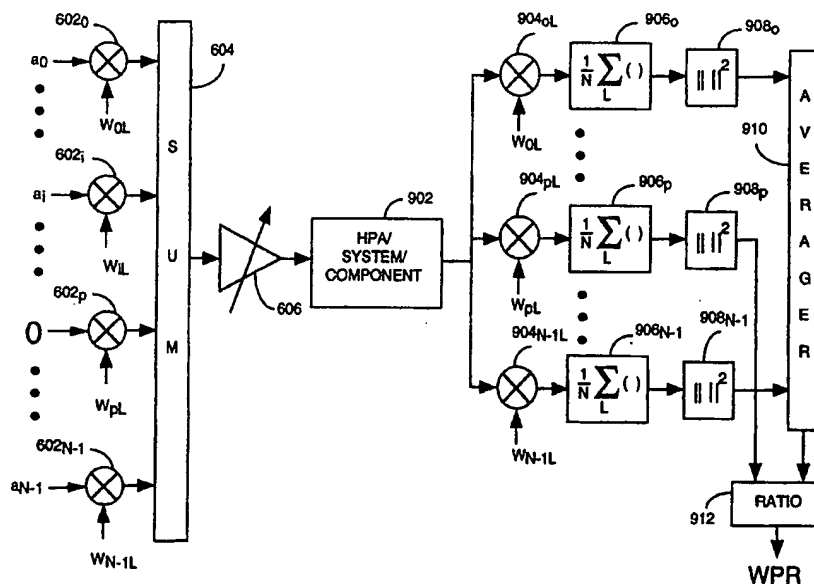 602₀
a₀
W₀L
604
602ᵢ
aᵢ
WᵢL
602ₚ
0
WₚL
602N-1
aN-1
WN-1L
S
U
M
606
902
HPA/
SYSTEM/
COMPONENT
904₀L
W₀L
906₀
1/N Σ ( )
L
908₀
|| ||²
904ₚL
WₚL
906ₚ
1/N Σ ( )
L
908ₚ
|| ||²
904N-1L
WN-1L
906N-1
1/N Σ ( )
L
908N-1
|| ||²
910
A
V
E
R
A
G
E
R
912
RATIO
WPR